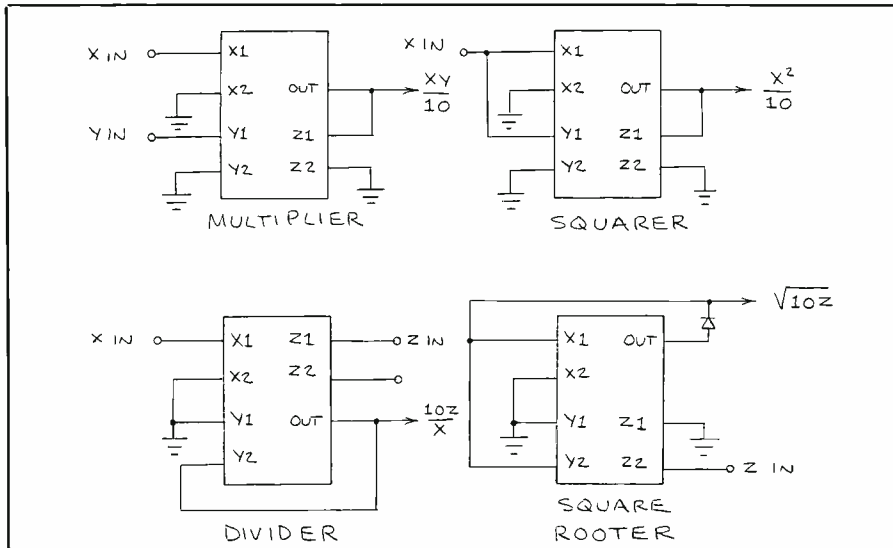 X IN
X1
X2
Y IN
Y1
Y2
OUT
Z1
Z2
XY
10
MULTIPLIER
X IN
X1
X2
Y1
Y2
OUT
Z1
Z2
X²
10
SQUARER
X IN
X1
X2
Y1
Y2
Z1
Z2
OUT
Z IN
10Z
X
DIVIDER
X1
X2
Y1
Y2
OUT
Z1
Z2
√10Z
Z IN
SQUARE
ROOTER